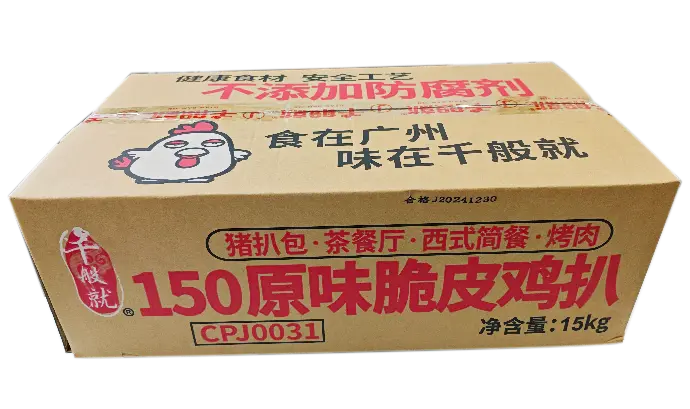 健康食材 安全工艺
不添加防腐剂
食在广州
味在千般就
合格J20241230
猪扒包·茶餐厅·西式简餐·烤肉
千般就
®
150原味脆皮鸡扒
CPJ0031
净含量:15kg